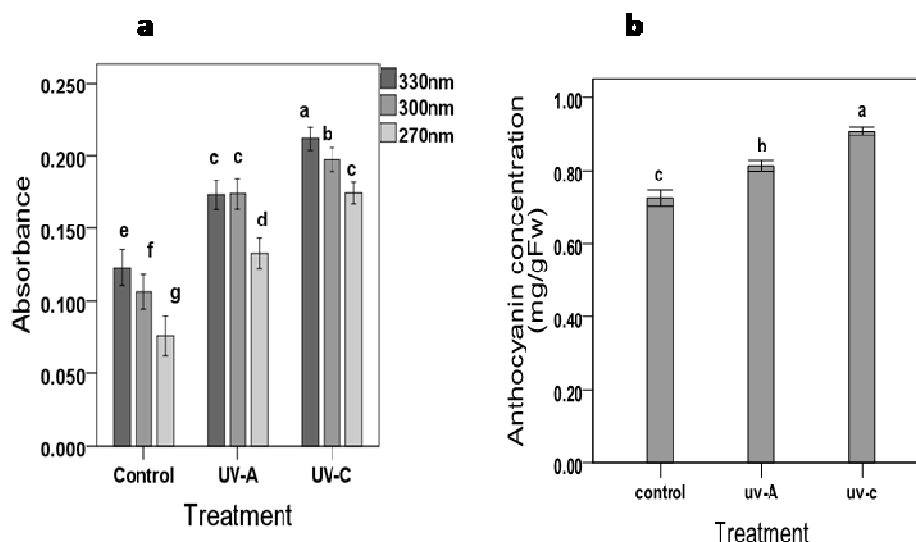 a
330nm
300nm
270nm
0.250
0.200
0.150
0.100
0.050
0.000
Absorbance
e
f
g
c
c
d
a
b
c
Control
UV-A
UV-C
Treatment
b
1.00
0.80
0.60
0.40
0.20
0.00
Anthocyanin concentration
(mg/gFw)
c
b
a
control
uv-A
uv-c
Treatment